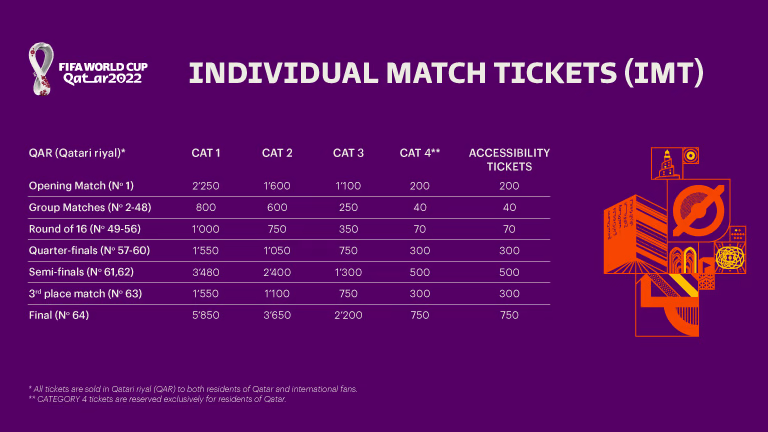 FIFA WORLD CUP
Qatar2022
INDIVIDUAL MATCH TICKETS (IMT)
QAR (Qatari riyal)* CAT 1 CAT 2 CAT 3 CAT 4** ACCESSIBILITY
TICKETS
Opening Match (Nº 1) 2'250 1'600 1'100 200 200
Group Matches (Nº 2-48) 800 600 250 40 40
Round of 16 (Nº 49-56) 1'000 750 350 70 70
Quarter-finals (Nº 57-60) 1'550 1'050 750 300 300
Semi-finals (Nº 61,62) 3'480 2'400 1'300 500 500
3rd place match (Nº 63) 1'550 1'100 750 300 300
Final (Nº 64) 5'850 3'650 2'200 750 750
* All tickets are sold in Qatari riyal (QAR) to both residents of Qatar and international fans.
** CATEGORY 4 tickets are reserved exclusively for residents of Qatar.